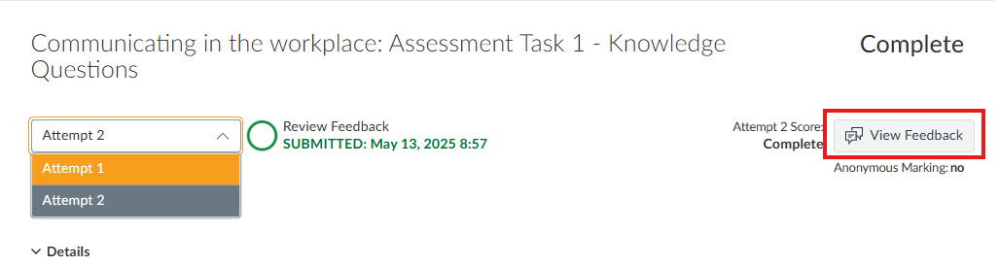 Communicating in the workplace: Assessment Task 1 - Knowledge
Questions
Complete
Attempt 2
Attempt 1
Attempt 2
Review Feedback
SUBMITTED: May 13, 2025 8:57
Attempt 2 Score:
Complete
View Feedback
Anonymous Marking: no
Details